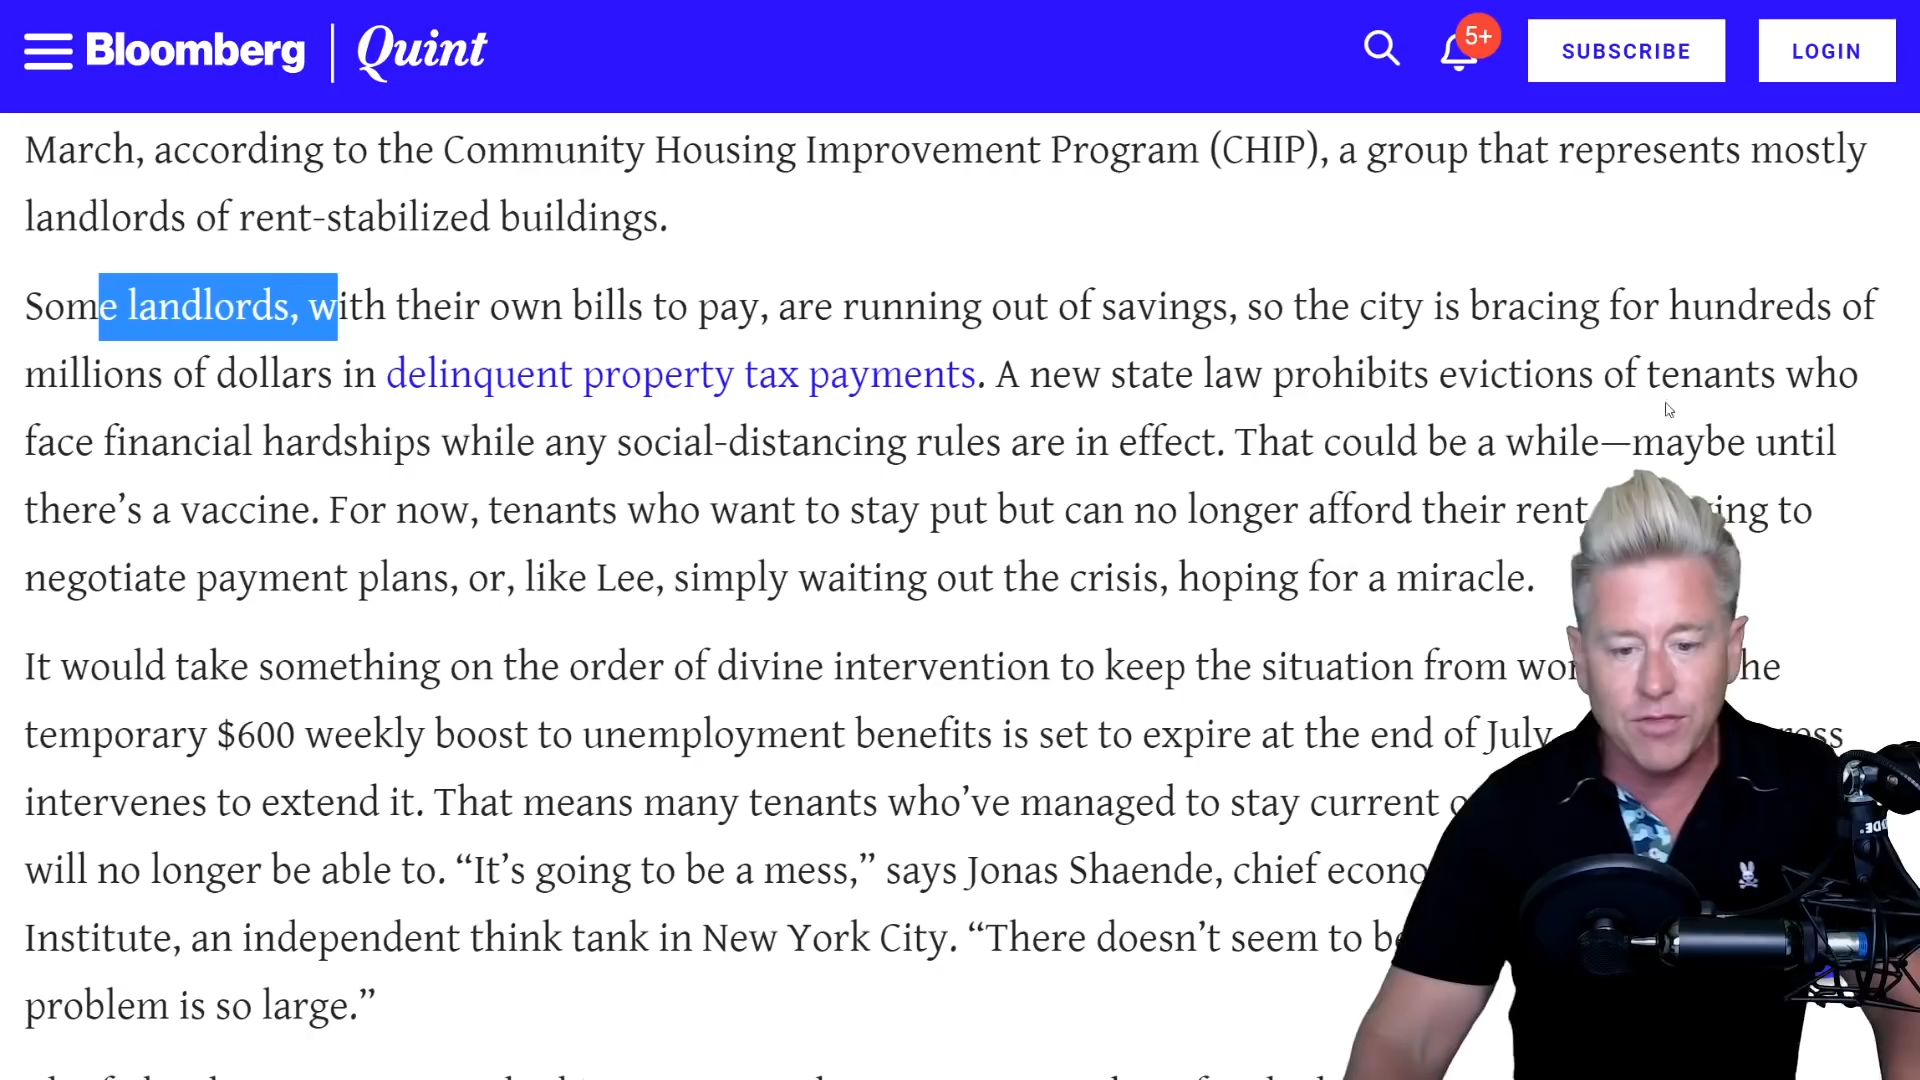 Bloomberg | Quint
5+
SUBSCRIBE
LOGIN
March, according to the Community Housing Improvement Program (CHIP), a group that represents mostly
landlords of rent-stabilized buildings.
Some landlords, with their own bills to pay, are running out of savings, so the city is bracing for hundreds of
millions of dollars in delinquent property tax payments. A new state law prohibits evictions of tenants who
face financial hardships while any social-distancing rules are in effect. That could be a while—maybe until
there’s a vaccine. For now, tenants who want to stay put but can no longer afford their rent to
negotiate payment plans, or, like Lee, simply waiting out the crisis, hoping for a miracle.
It would take something on the order of divine intervention to keep the situation from
temporary $600 weekly boost to unemployment benefits is set to expire at the end of July
intervenes to extend it. That means many tenants who’ve managed to stay current
will no longer be able to. “It’s going to be a mess,” says Jonas Shaende, chief
Institute, an independent think tank in New York City. “There doesn’t seem to
problem is so large.”